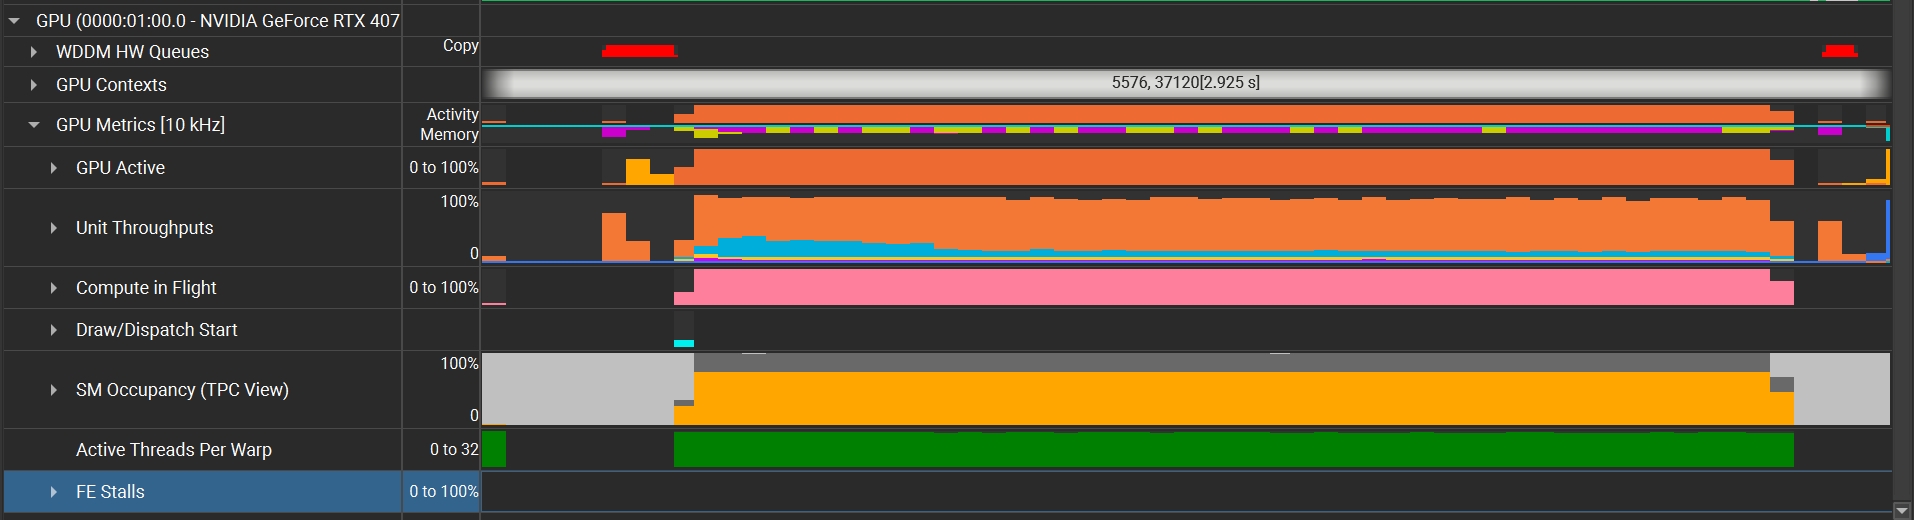 GPU (0000:01:00.0 - NVIDIA GeForce RTX 407
WDDM HW Queues
Copy
GPU Contexts
5576, 37120[2.925 s]
GPU Metrics [10 kHz]
Activity
Memory
GPU Active
0 to 100%
Unit Throughputs
100%
0
Compute in Flight
0 to 100%
Draw/Dispatch Start
SM Occupancy (TPC View)
100%
0
Active Threads Per Warp
0 to 32
FE Stalls
0 to 100%